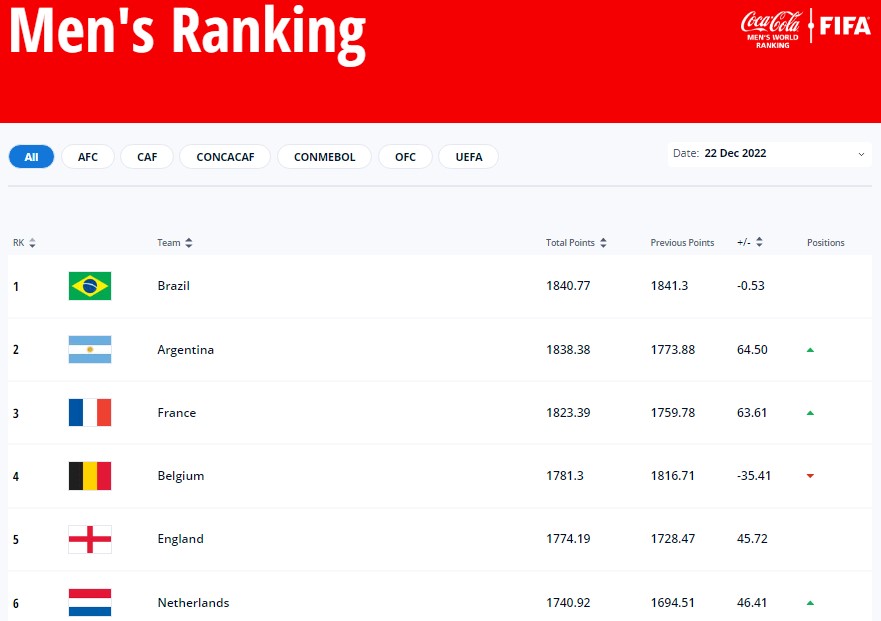 Men's Ranking
Coca-Cola
MEN'S WORLD
RANKING
FIFA
All AFC CAF CONCACAF CONMEBOL OFC UEFA
Date: 22 Dec 2022
RK Team Total Points Previous Points +/- Positions
1 Brazil 1840.77 1841.3 -0.53
2 Argentina 1838.38 1773.88 64.50
3 France 1823.39 1759.78 63.61
4 Belgium 1781.3 1816.71 -35.41
5 England 1774.19 1728.47 45.72
6 Netherlands 1740.92 1694.51 46.41